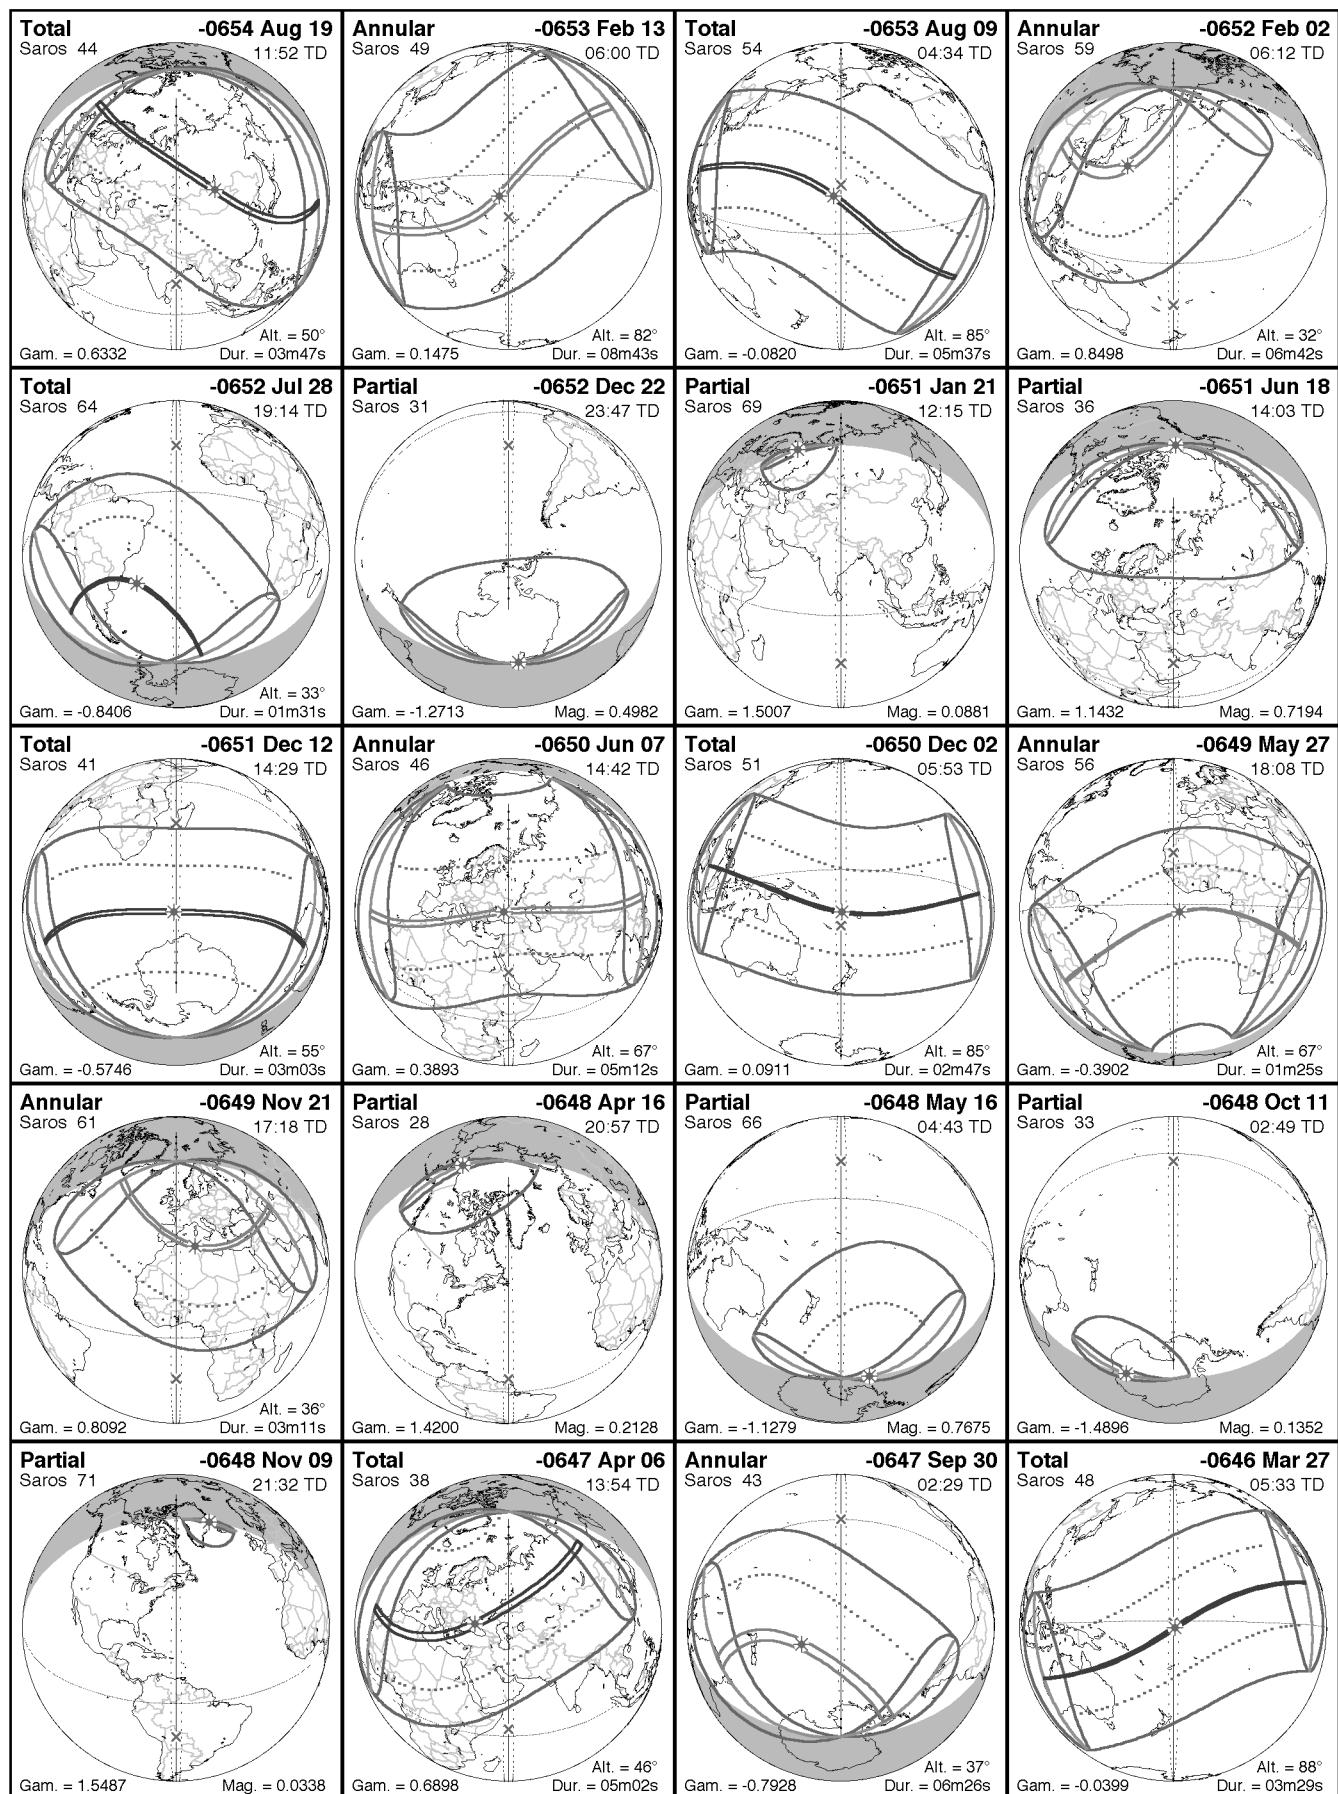 Total -0654 Aug 19
Saros 44 11:52 TD
Alt. = 50°
Gam. = 0.6332 Dur. = 03m47s
Annular -0653 Feb 13
Saros 49 06:00 TD
Alt. = 82°
Gam. = 0.1475 Dur. = 08m43s
Total -0653 Aug 09
Saros 54 04:34 TD
Alt. = 85°
Gam. = -0.0820 Dur. = 05m37s
Annular -0652 Feb 02
Saros 59 06:12 TD
Alt. = 32°
Gam. = 0.8498 Dur. = 06m42s
Total -0652 Jul 28
Saros 64 19:14 TD
Alt. = 33°
Gam. = -0.8406 Dur. = 01m31s
Partial -0652 Dec 22
Saros 31 23:47 TD
Gam. = -1.2713 Mag. = 0.4982
Partial -0651 Jan 21
Saros 69 12:15 TD
Gam. = 1.5007 Mag. = 0.0881
Partial -0651 Jun 18
Saros 36 14:03 TD
Gam. = 1.1432 Mag. = 0.7194
Total -0651 Dec 12
Saros 41 14:29 TD
Alt. = 55°
Gam. = -0.5746 Dur. = 03m03s
Annular -0650 Jun 07
Saros 46 14:42 TD
Alt. = 67°
Gam. = 0.3893 Dur. = 05m12s
Total -0650 Dec 02
Saros 51 05:53 TD
Alt. = 85°
Gam. = 0.0911 Dur. = 02m47s
Annular -0649 May 27
Saros 56 18:08 TD
Alt. = 67°
Gam. = -0.3902 Dur. = 01m25s
Annular -0649 Nov 21
Saros 61 17:18 TD
Alt. = 36°
Gam. = 0.8092 Dur. = 03m11s
Partial -0648 Apr 16
Saros 28 20:57 TD
Gam. = 1.4200 Mag. = 0.2128
Partial -0648 May 16
Saros 66 04:43 TD
Gam. = -1.1279 Mag. = 0.7675
Partial -0648 Oct 11
Saros 33 02:49 TD
Gam. = -1.4896 Mag. = 0.1352
Partial -0648 Nov 09
Saros 71 21:32 TD
Gam. = 1.5487 Mag. = 0.0338
Total -0647 Apr 06
Saros 38 13:54 TD
Alt. = 46°
Gam. = 0.6898 Dur. = 05m02s
Annular -0647 Sep 30
Saros 43 02:29 TD
Alt. = 37°
Gam. = -0.7928 Dur. = 06m26s
Total -0646 Mar 27
Saros 48 05:33 TD
Alt. = 88°
Gam. = -0.0399 Dur. = 03m29s